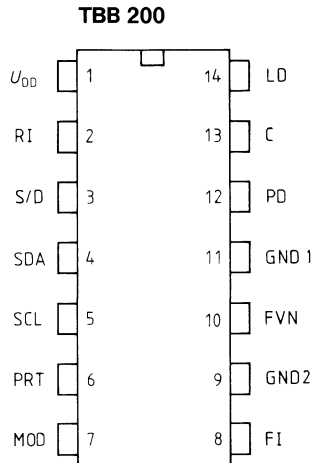 TBB 200
U_DD 1 14 LD
RI 2 13 C
S/D 3 12 PD
SDA 4 11 GND 1
SCL 5 10 FVN
PRT 6 9 GND2
MOD 7 8 FI